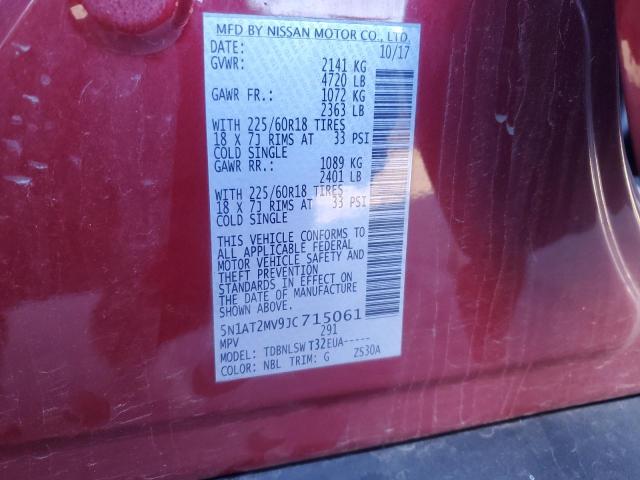 MFD BY NISSAN MOTOR CO., LTD.
DATE: 10/17
GVWR: 2141 KG
4720 LB
GAWR FR.: 1072 KG
2363 LB
WITH 225/60R18 TIRES
18 X 7J RIMS AT 33 PSI
COLD SINGLE
GAWR RR.: 1089 KG
2401 LB
WITH 225/60R18 TIRES
18 X 7J RIMS AT 33 PSI
COLD SINGLE
THIS VEHICLE CONFORMS TO
ALL APPLICABLE FEDERAL
MOTOR VEHICLE SAFETY AND
THEFT PREVENTION
STANDARDS IN EFFECT ON
THE DATE OF MANUFACTURE
SHOWN ABOVE.
5N1AT2MV9JC715061
MPV 291
MODEL: TDBNLSW T32EUA-----
COLOR: NBL TRIM: G ZS30A